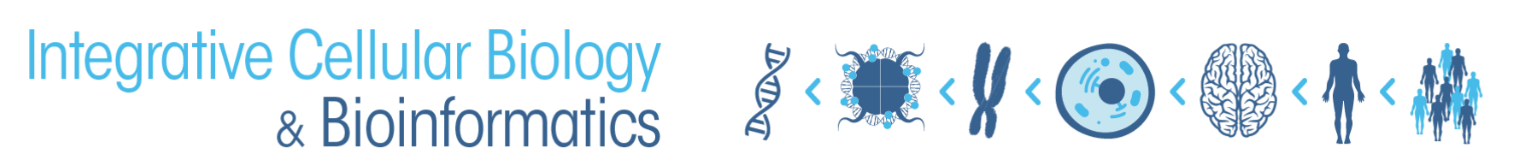 Integrative Cellular Biology
& Bioinformatics